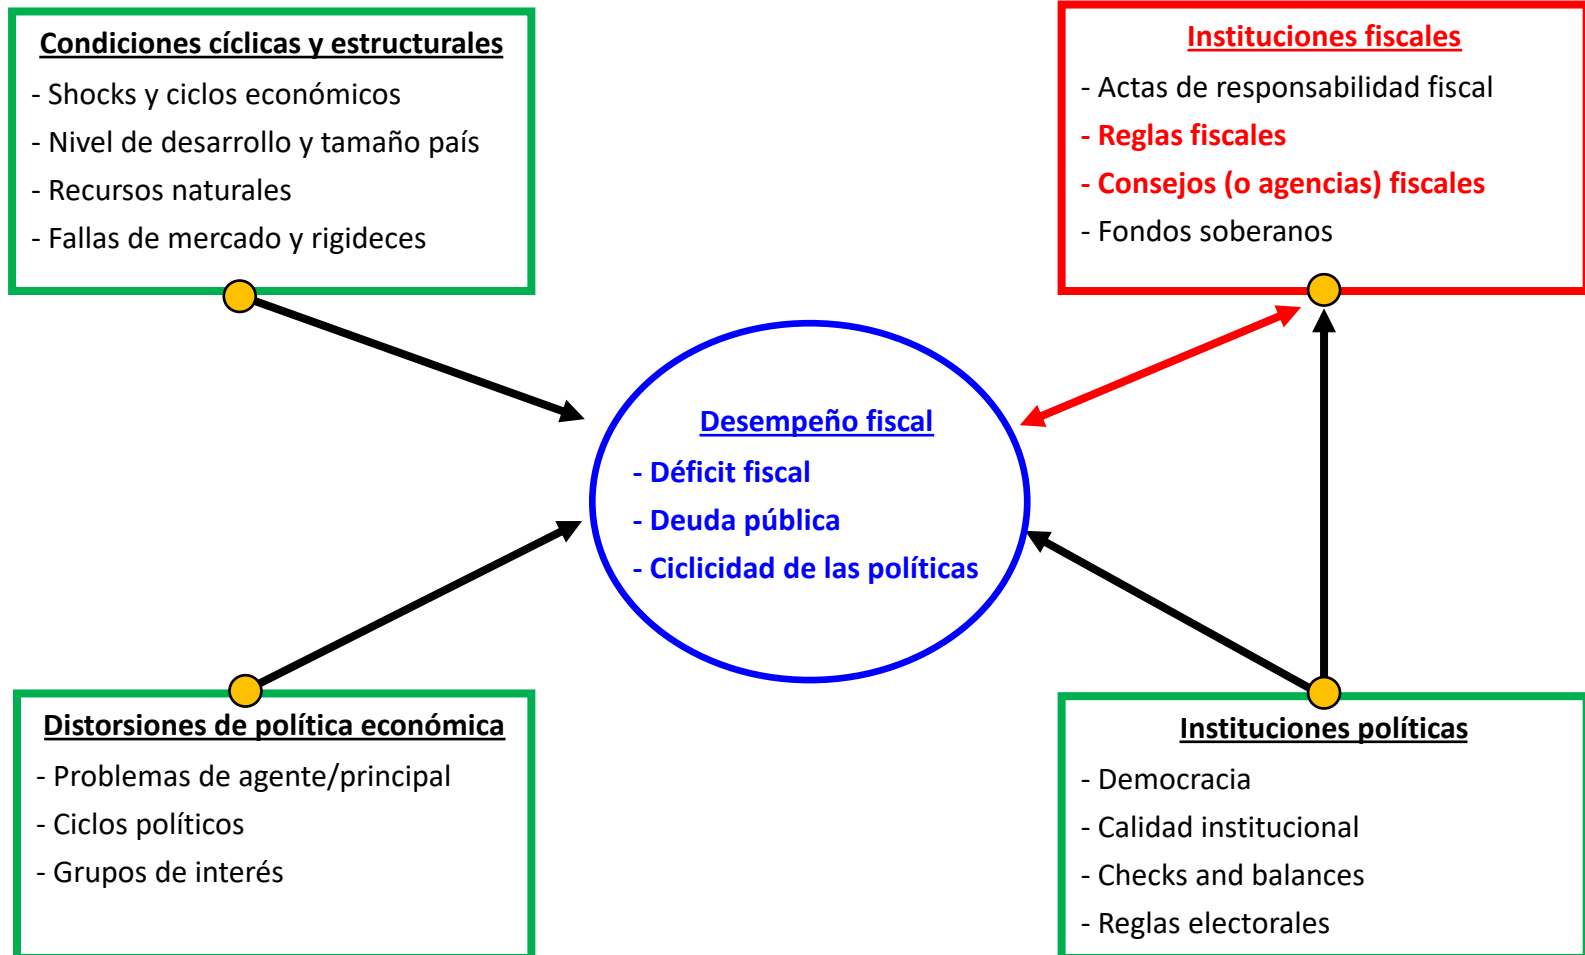 Condiciones cíclicas y estructurales
- Shocks y ciclos económicos
- Nivel de desarrollo y tamaño país
- Recursos naturales
- Fallas de mercado y rigideces
Instituciones fiscales
- Actas de responsabilidad fiscal
- Reglas fiscales
- Consejos (o agencias) fiscales
- Fondos soberanos
Desempeño fiscal
- Déficit fiscal
- Deuda pública
- Ciclicidad de las políticas
Distorsiones de política económica
- Problemas de agente/principal
- Ciclos políticos
- Grupos de interés
Instituciones políticas
- Democracia
- Calidad institucional
- Checks and balances
- Reglas electorales